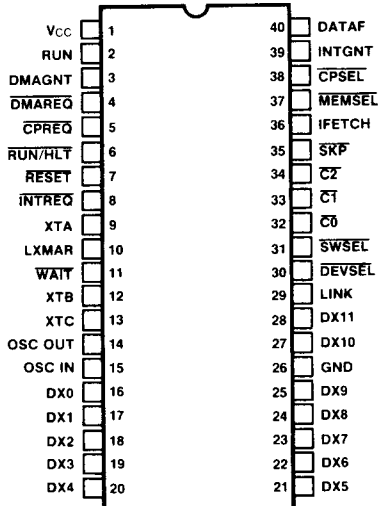 VCC 1 40 DATAF
RUN 2 39 INTGNT
DMAGNT 3 38 CPSEL
DMAREQ 4 37 MEMSEL
CPREQ 5 36 IFETCH
RUN/HLT 6 35 SKP
RESET 7 34 C2
INTREQ 8 33 C1
XTA 9 32 C0
LXMAR 10 31 SWSEL
WAIT 11 30 DEVSEL
XTB 12 29 LINK
XTC 13 28 DX11
OSC OUT 14 27 DX10
OSC IN 15 26 GND
DX0 16 25 DX9
DX1 17 24 DX8
DX2 18 23 DX7
DX3 19 22 DX6
DX4 20 21 DX5